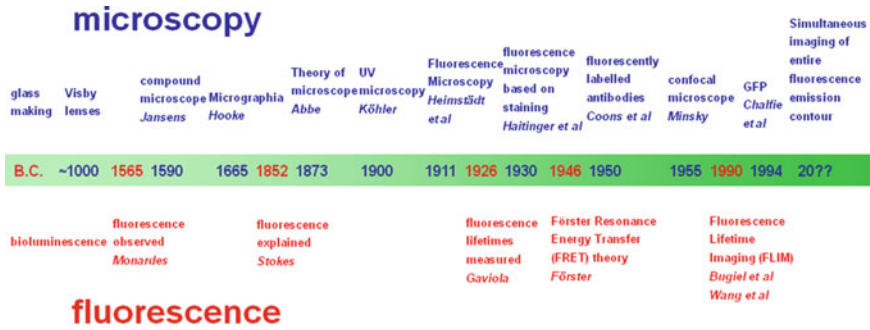 microscopy
glass
making
Visby
lenses
compound
microscope
Jansens
Micrographia
Hooke
Theory of
microscope
Abbe
UV
microscopy
Köhler
Fluorescence
Microscopy
Heimstädt
et al
fluorescence
microscopy
based on
staining
Haitinger et al
fluorescently
labelled
antibodies
Coons et al
confocal
microscope
Minsky
GFP
Chalfie
et al
Simultaneous
imaging of
entire
fluorescence
emission
contour
B.C. ~1000 1565 1590 1665 1852 1873 1900 1911 1926 1930 1946 1950 1955 1990 1994 20??
bioluminescence
fluorescence
observed
Monardes
fluorescence
explained
Stokes
fluorescence
lifetimes
measured
Gaviola
Förster Resonance
Energy Transfer
(FRET) theory
Förster
Fluorescence
Lifetime
Imaging (FLIM)
Bugiel et al
Wang et al
fluorescence